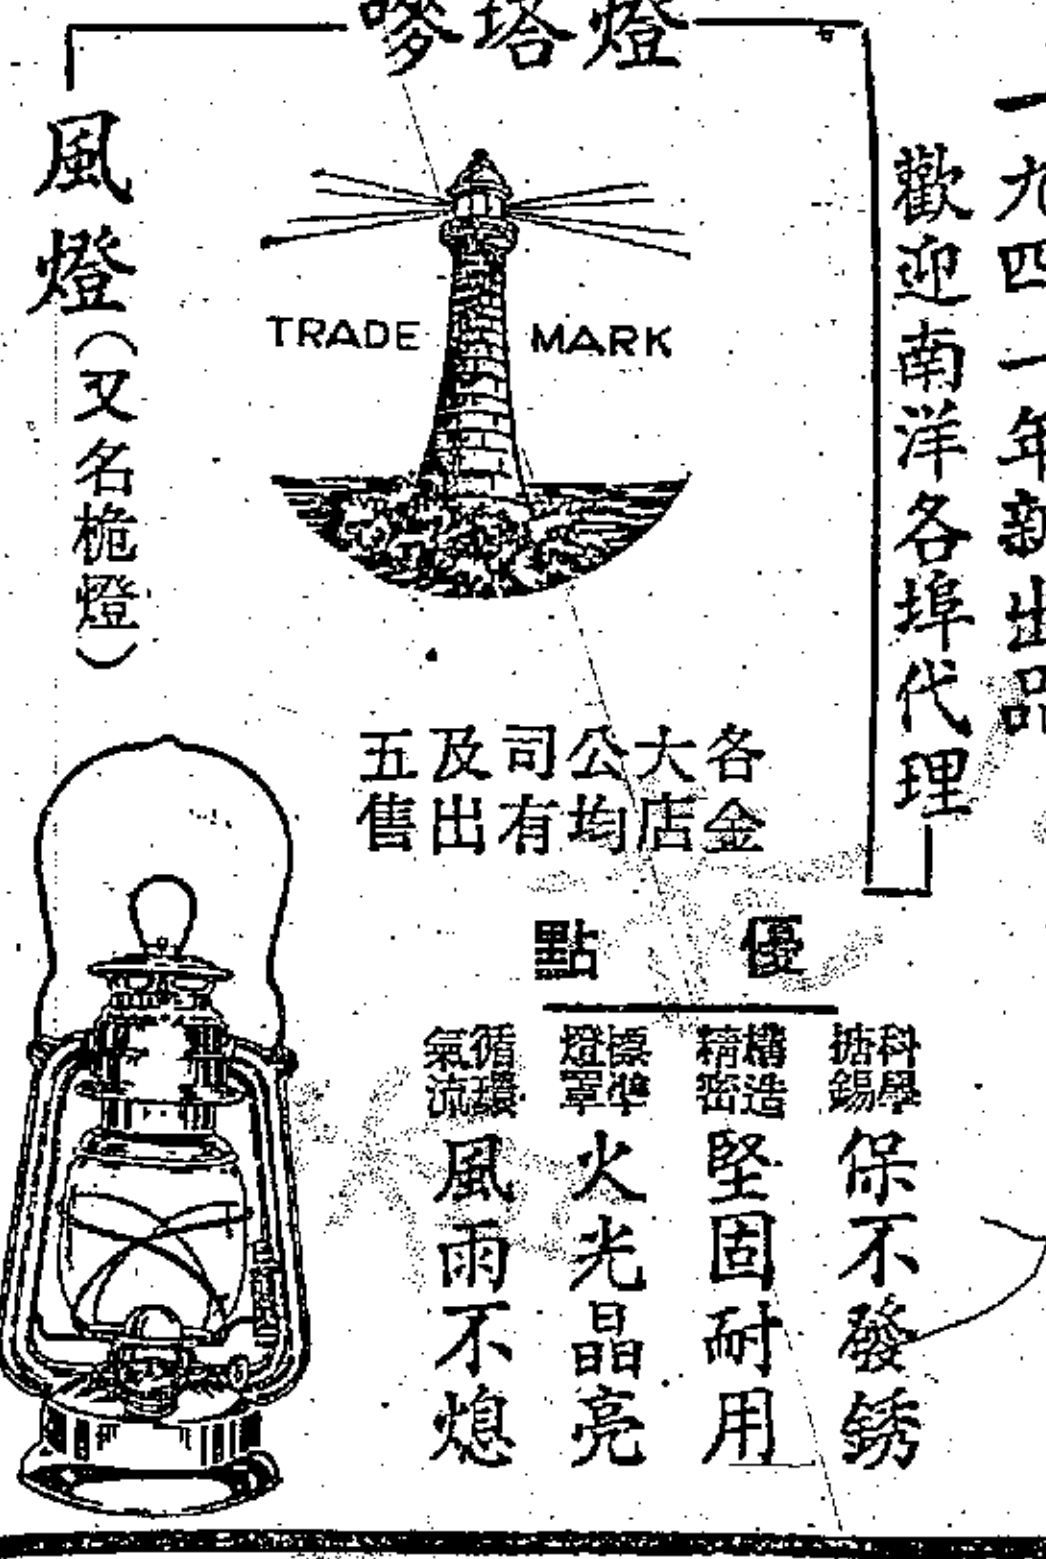 一九四一年新出品
歡迎南洋各埠代理
燈塔嘜
風燈(又名桅燈)
TRADE MARK
各大公司及五
金店均有出售
優點
科學搪錫
保不發銹
構造精密
堅固耐用
標準燈罩
火光晶亮
循環氣流
風雨不熄